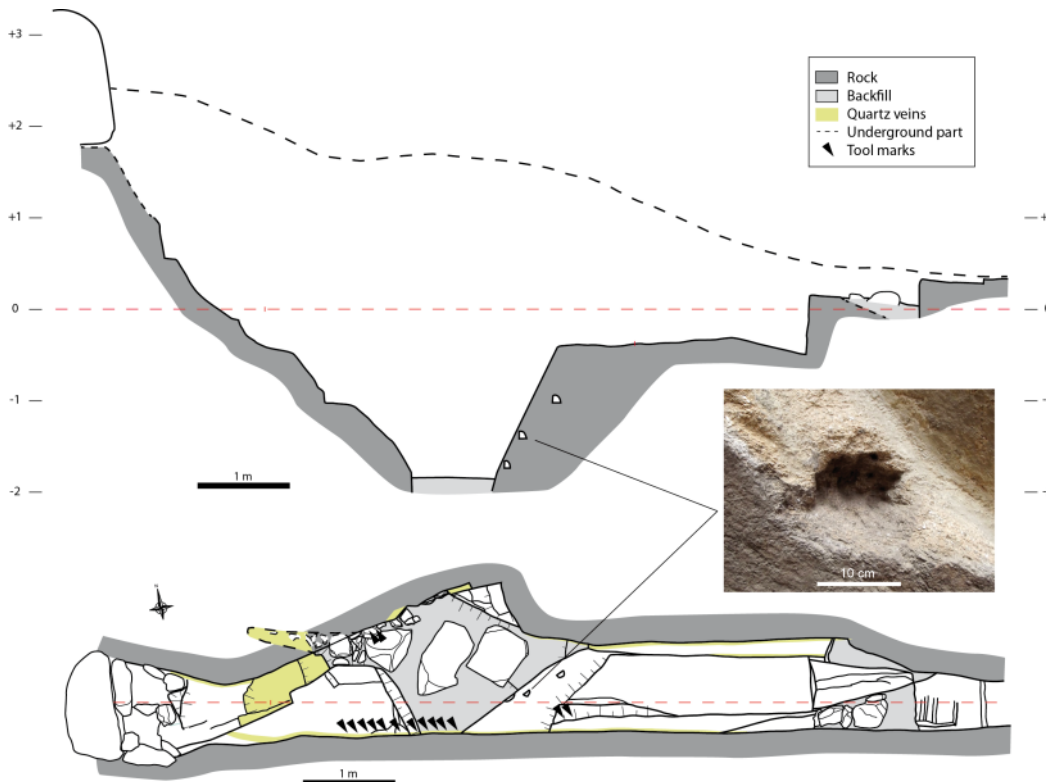 +3
+2
+1
0
-1
-2
Rock
Backfill
Quartz veins
Underground part
Tool marks
1 m
10 cm
1 m